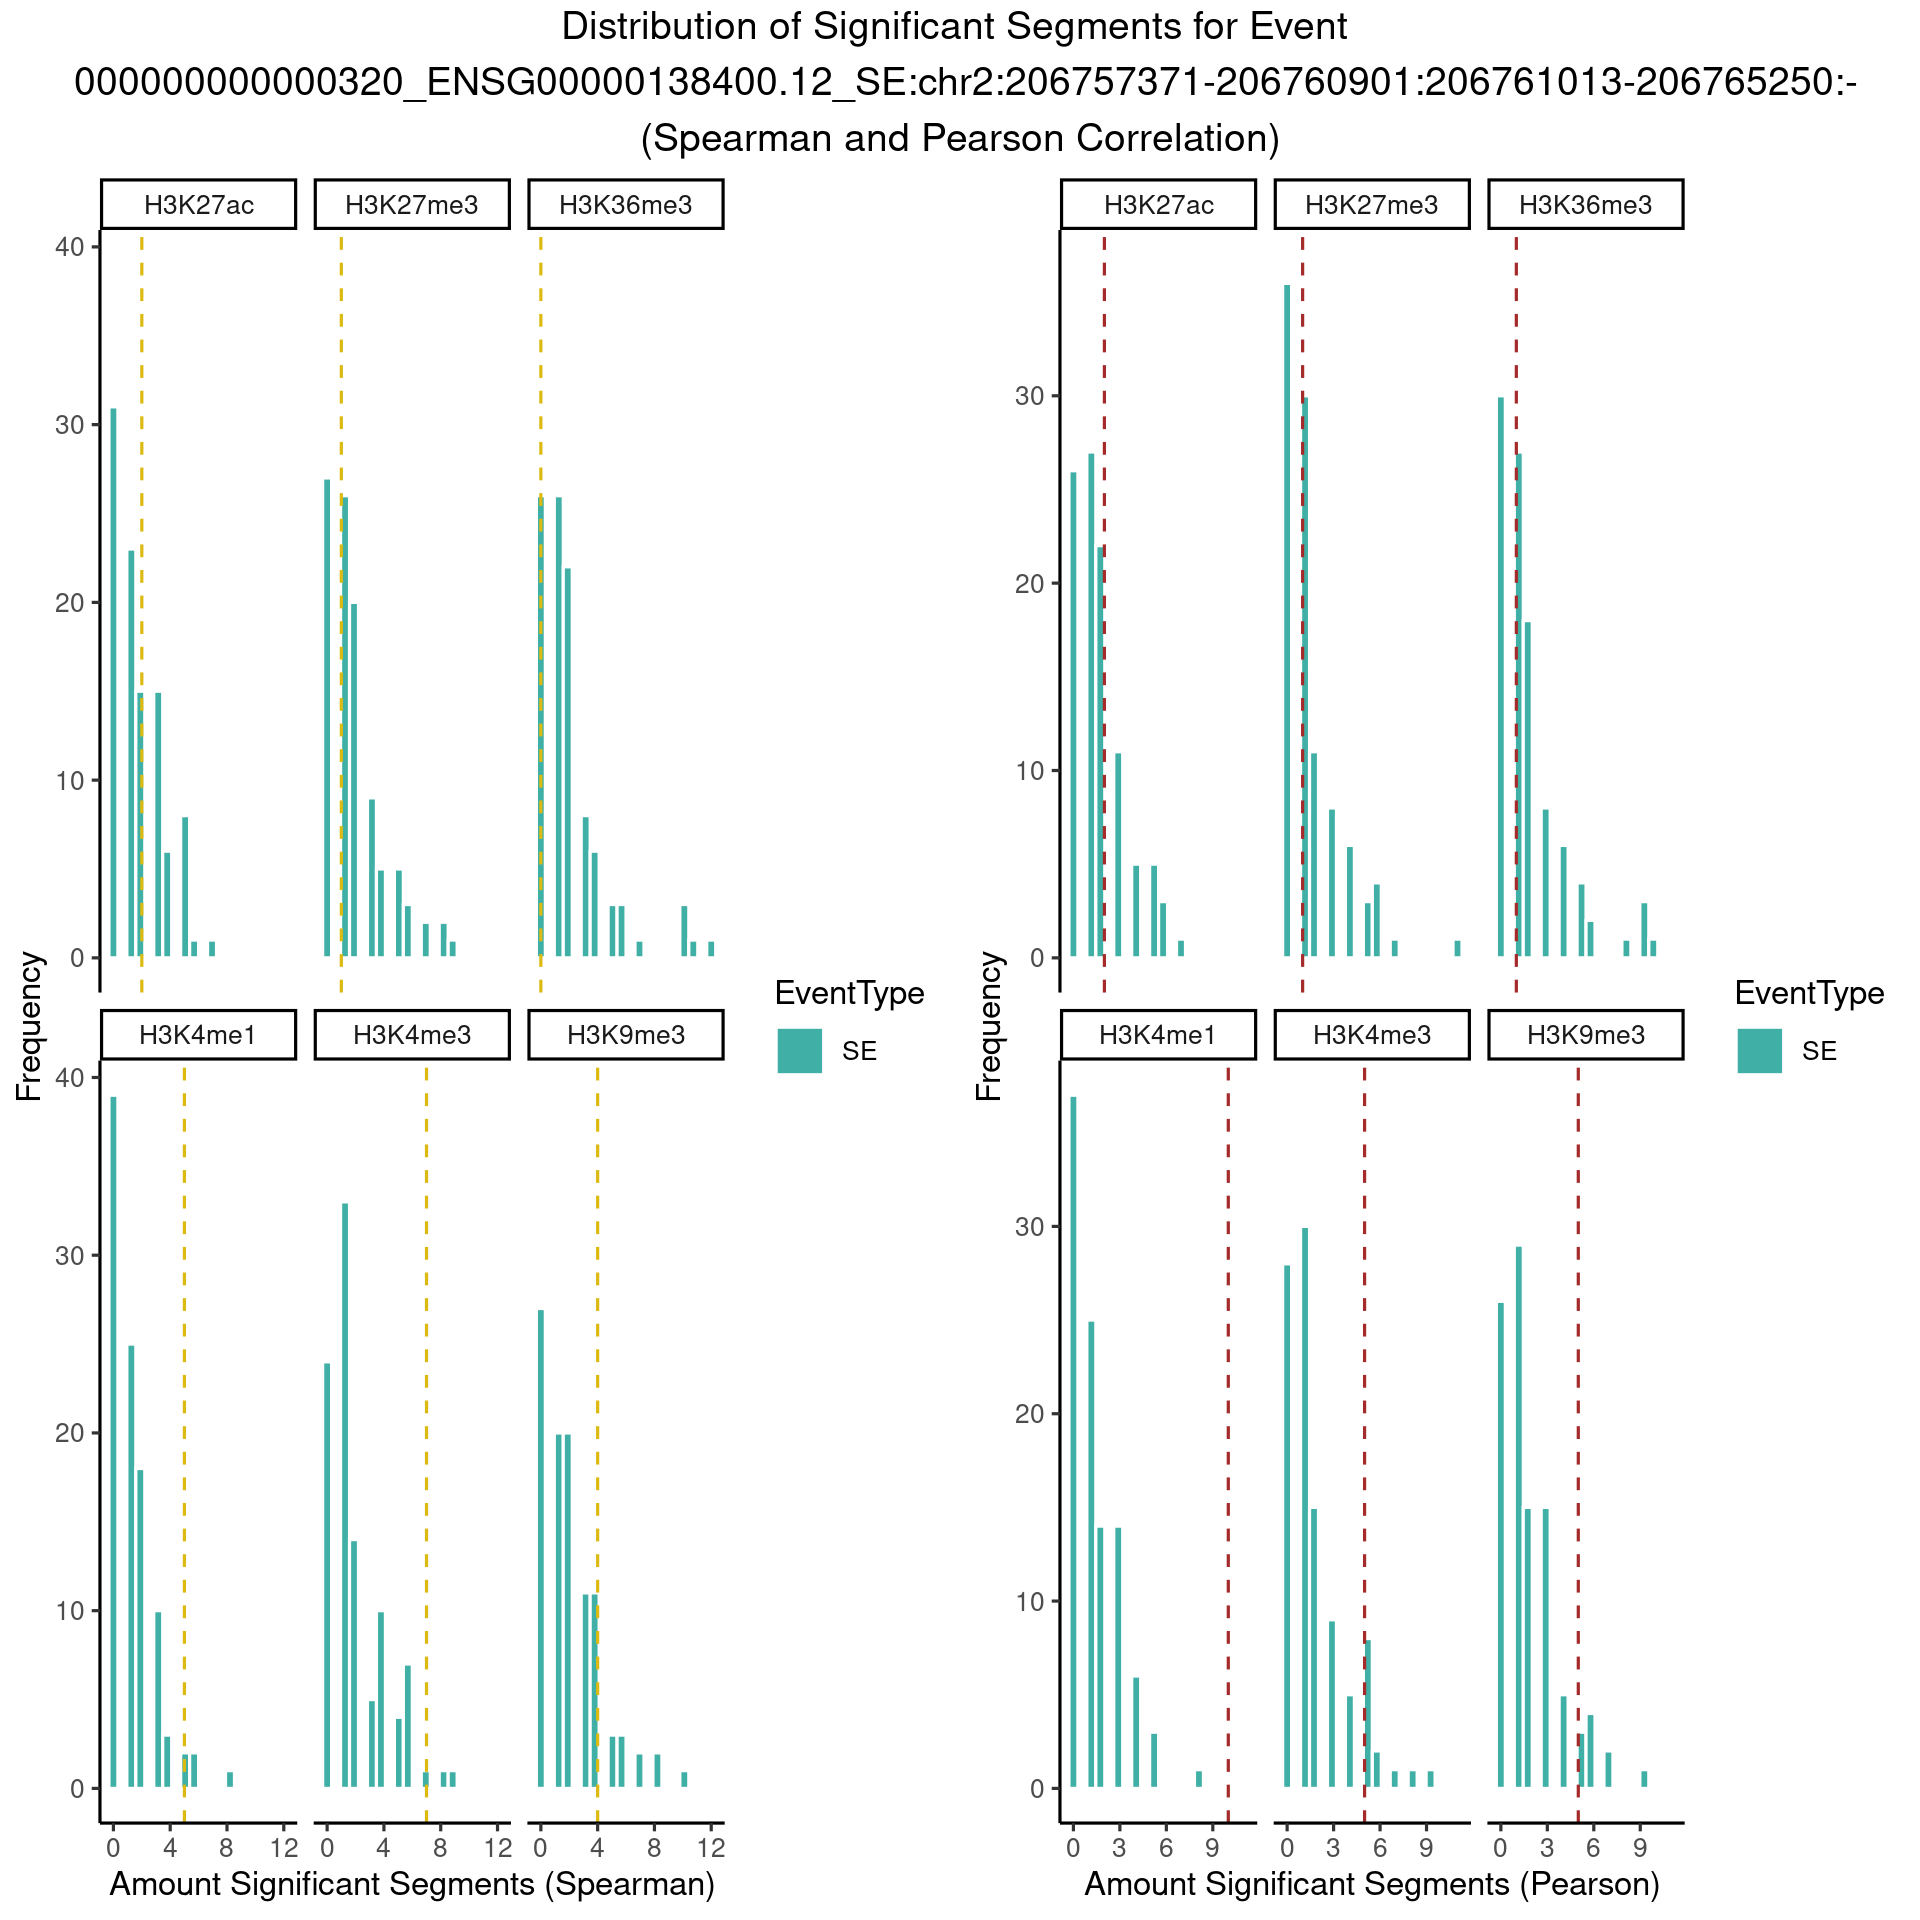 Distribution of Significant Segments for Event
000000000000320_ENSG00000138400.12_SE:chr2:206757371-206760901:206761013-206765250:-
(Spearman and Pearson Correlation)
H3K27ac
H3K27me3
H3K36me3
40
30
20
10
0
H3K4me1
H3K4me3
H3K9me3
40
30
20
10
0
0 4 8 12
0 4 8 12
0 4 8 12
Frequency
Amount Significant Segments (Spearman)
EventType
SE
H3K27ac
H3K27me3
H3K36me3
30
20
10
0
H3K4me1
H3K4me3
H3K9me3
30
20
10
0
0 3 6 9
0 3 6 9
0 3 6 9
Frequency
Amount Significant Segments (Pearson)
EventType
SE